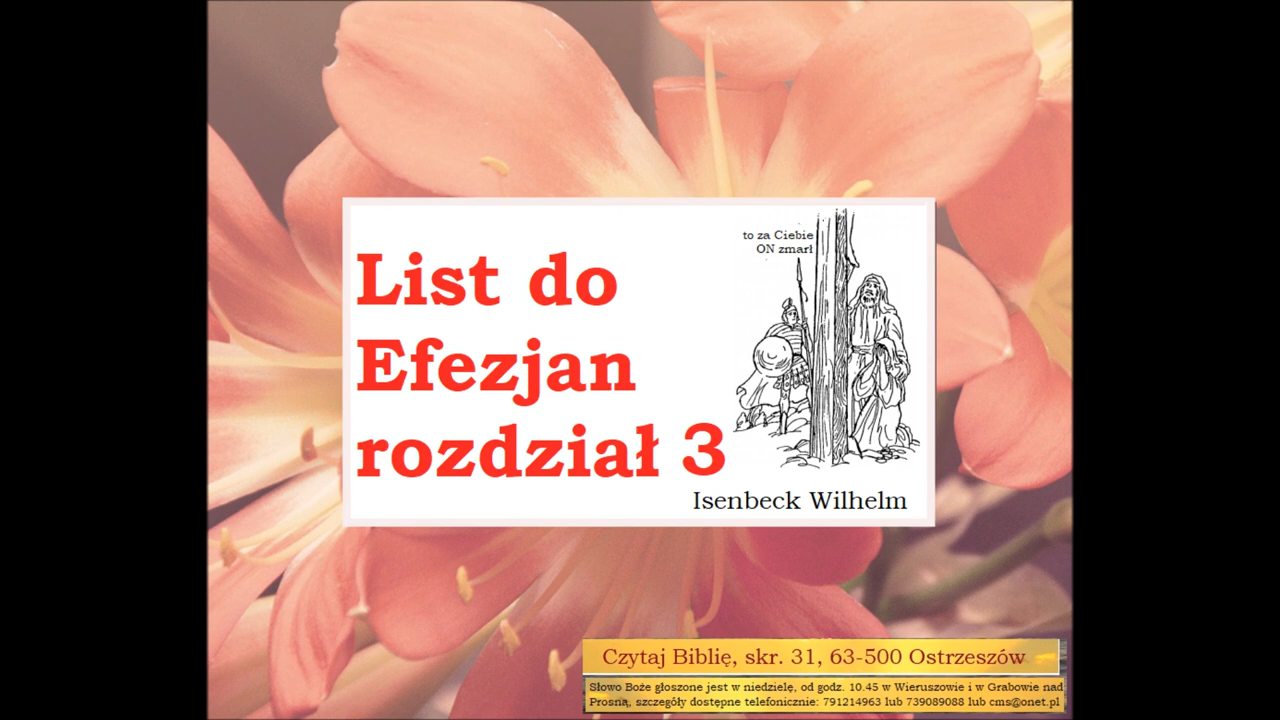 to za Ciebie
ON zmarł
List do
Efezjan
rozdział 3
Isenbeck Wilhelm
Czytaj Biblię, skr. 31, 63-500 Ostrzeszów
Słowo Boże głoszone jest w niedzielę, od godz. 10.45 w Wieruszowie i w Grabowie nad
Prosną, szczegóły dostępne telefonicznie: 791214963 lub 739089088 lub cms@onet.pl